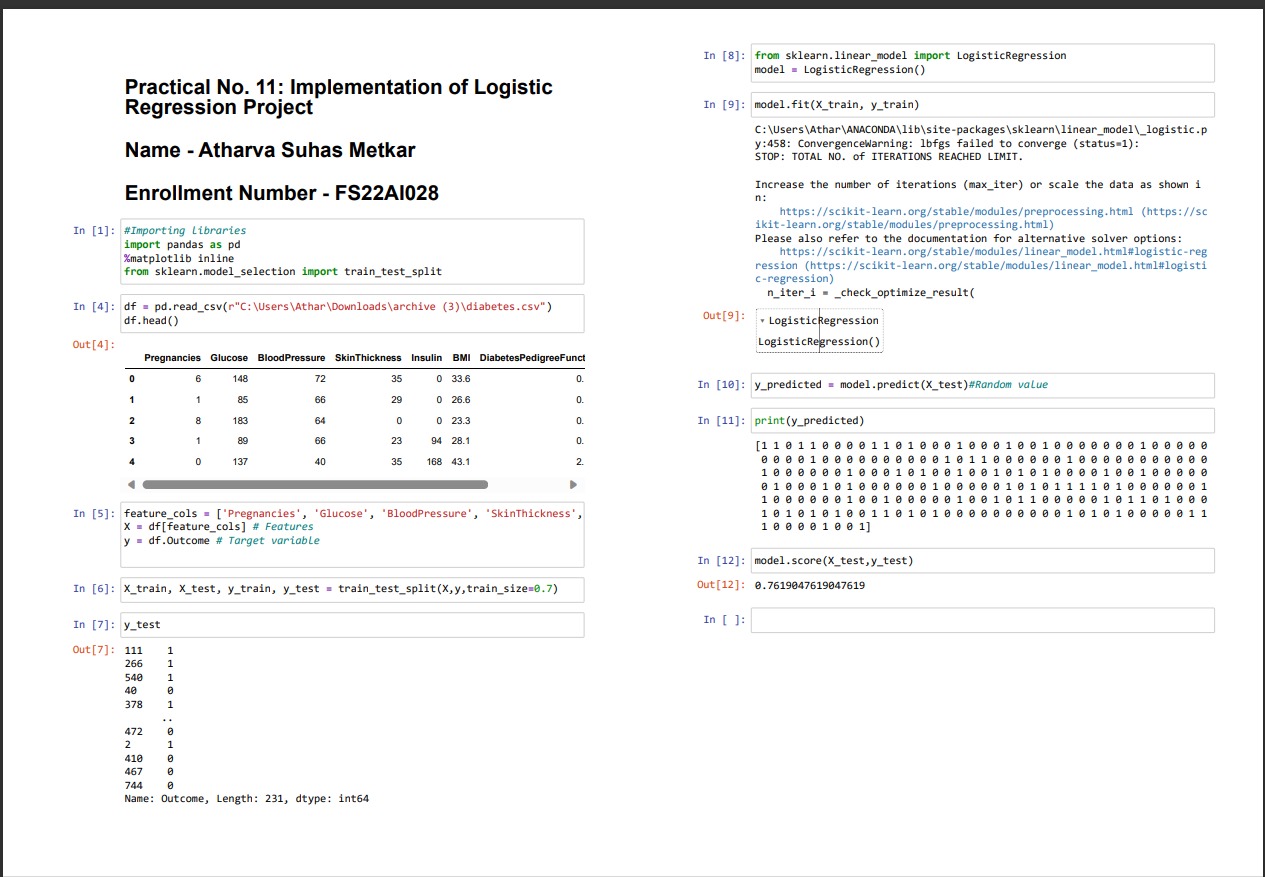 Practical No. 11: Implementation of Logistic
Regression Project
Name - Atharva Suhas Metkar
Enrollment Number - FS22AI028
In [1]: #Importing Libraries
import pandas as pd
%matplotlib inline
from sklearn.model_selection import train_test_split
In [4]: df = pd.read_csv(r"C:\Users\Athar\Downloads\archive (3)\diabetes.csv")
df.head()
Out[4]:
Pregnancies Glucose BloodPressure SkinThickness Insulin BMI DiabetesPedigreeFunct
0 6 148 72 35 0 33.6 0.
1 1 85 66 29 0 26.6 0.
2 8 183 64 0 0 23.3 0.
3 1 89 66 23 94 28.1 0.
4 0 137 40 35 168 43.1 2.
In [5]: feature_cols = ['Pregnancies', 'Glucose', 'BloodPressure', 'SkinThickness',
X = df[feature_cols] # Features
y = df.Outcome # Target variable
In [6]: X_train, X_test, y_train, y_test = train_test_split(X,y,train_size=0.7)
In [7]: y_test
Out[7]: 111 1
266 1
540 1
40 0
378 1
..
472 0
2 1
410 0
467 0
744 0
Name: Outcome, Length: 231, dtype: int64
In [8]: from sklearn.linear_model import LogisticRegression
model = LogisticRegression()
In [9]: model.fit(X_train, y_train)
C:\Users\Athar\ANACONDA\lib\site-packages\sklearn\linear_model\_logistic.p
y:458: ConvergenceWarning: lbfgs failed to converge (status=1):
STOP: TOTAL NO. of ITERATIONS REACHED LIMIT.
Increase the number of iterations (max_iter) or scale the data as shown i
n:
https://scikit-learn.org/stable/modules/preprocessing.html (https://sc
ikit-learn.org/stable/modules/preprocessing.html)
Please also refer to the documentation for alternative solver options:
https://scikit-learn.org/stable/modules/linear_model.html#logistic-reg
ression (https://scikit-learn.org/stable/modules/linear_model.html#logisti
c-regression)
n_iter_i = _check_optimize_result(
Out[9]: ▾ LogisticRegression
LogisticRegression()
In [10]: y_predicted = model.predict(X_test)#Random value
In [11]: print(y_predicted)
[1 1 0 1 1 0 0 0 0 1 1 0 1 0 0 0 1 0 0 0 1 0 0 1 0 0 0 0 0 0 0 1 0 0 0 0 0
0 0 0 0 1 0 0 0 0 0 0 0 0 0 0 1 0 1 1 0 0 0 0 0 0 1 0 0 0 0 0 0 0 0 0 0 0
1 0 0 0 0 0 0 1 0 0 0 1 0 1 0 0 1 0 0 1 0 1 0 1 0 0 0 1 0 0 1 0 0 0 0 0
0 1 0 0 0 1 0 1 0 0 0 0 0 1 0 0 0 0 0 0 1 0 1 0 1 1 1 1 0 1 0 0 0 0 0 0 1
1 0 0 0 0 0 0 1 0 0 1 0 0 0 0 0 1 0 0 1 0 1 1 0 0 0 0 0 0 1 0 1 1 0 1 0 0 0
1 0 1 0 1 0 1 0 0 1 1 0 1 0 1 0 0 0 0 0 0 0 0 0 0 1 0 1 0 1 0 0 0 0 0 1 1
1 0 0 0 0 1 0 0 1]
In [12]: model.score(X_test,y_test)
Out[12]: 0.7619047619047619
In [ ]: